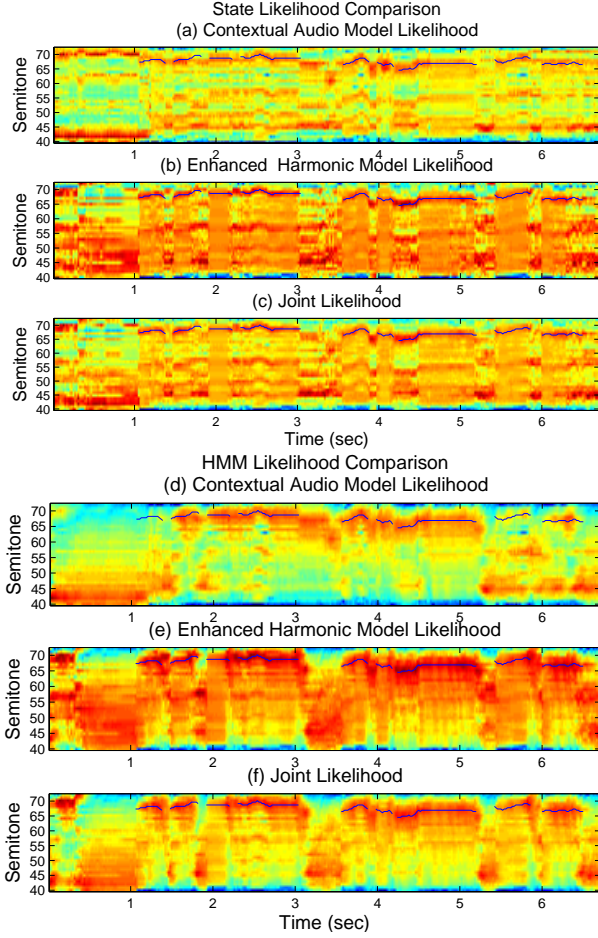 State Likelihood Comparison
(a) Contextual Audio Model Likelihood
Semitone
70
65
60
55
50
45
40
1 2 3 4 5 6
(b) Enhanced Harmonic Model Likelihood
Semitone
70
65
60
55
50
45
40
1 2 3 4 5 6
(c) Joint Likelihood
Semitone
70
65
60
55
50
45
40
1 2 3 4 5 6
Time (sec)
HMM Likelihood Comparison
(d) Contextual Audio Model Likelihood
Semitone
70
65
60
55
50
45
40
1 2 3 4 5 6
(e) Enhanced Harmonic Model Likelihood
Semitone
70
65
60
55
50
45
40
1 2 3 4 5 6
(f) Joint Likelihood
Semitone
70
65
60
55
50
45
40
1 2 3 4 5 6
Time (sec)